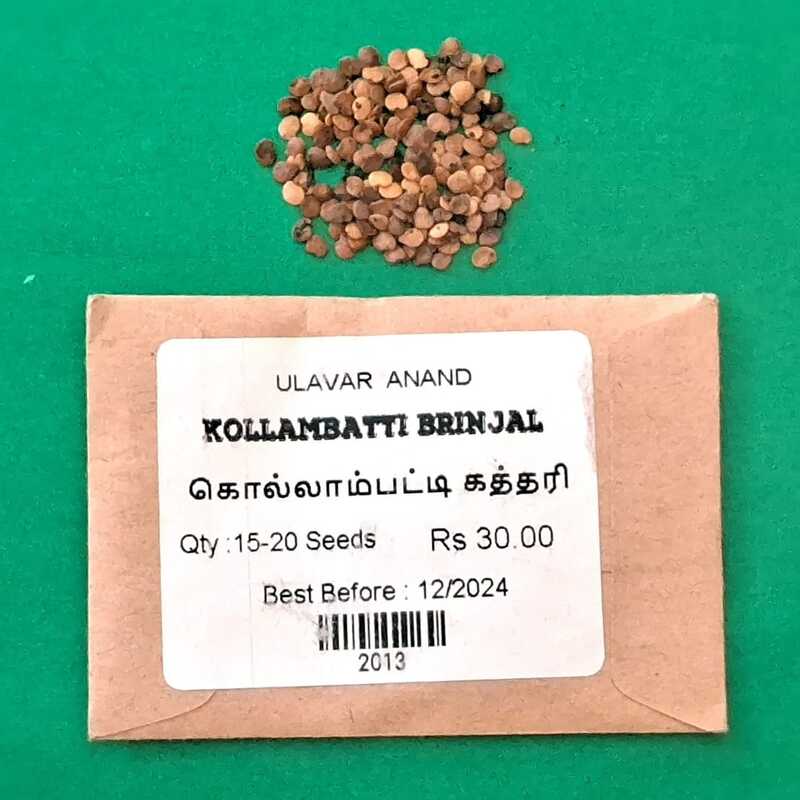 ULAVAR ANAND
KOLLAMBATTI BRINJAL
கொல்லாம்பட்டி கத்தரி
Qty :15-20 Seeds Rs 30.00
Best Before : 12/2024
2013